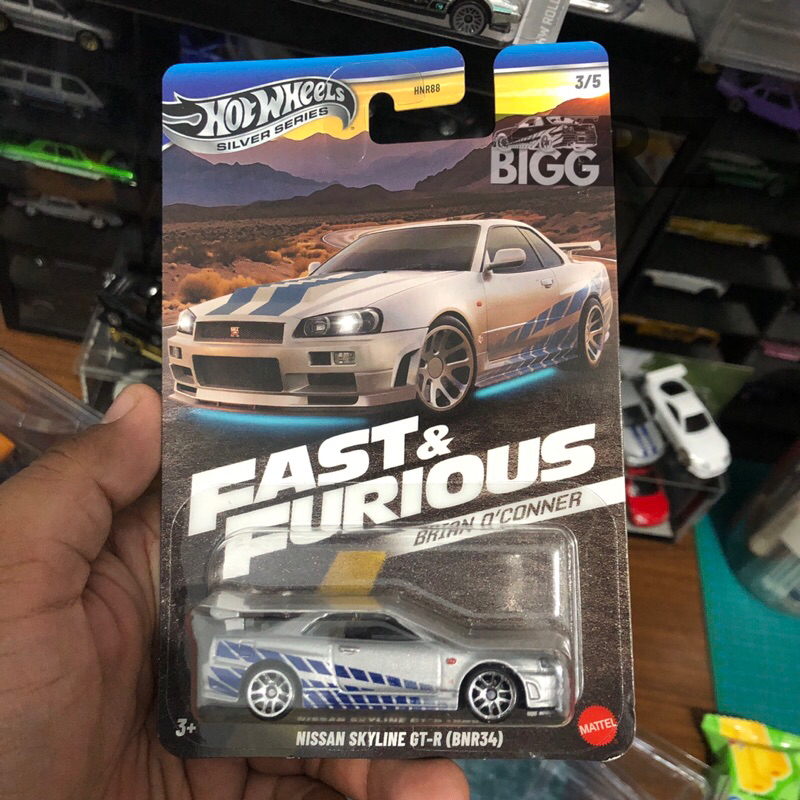 HOT WHEELS
SILVER SERIES
HNR88
3/5
BIGG
FAST &
FURIOUS
BRIAN O'CONNER
3+
NISSAN SKYLINE GT-R (BNR34)
MATTEL